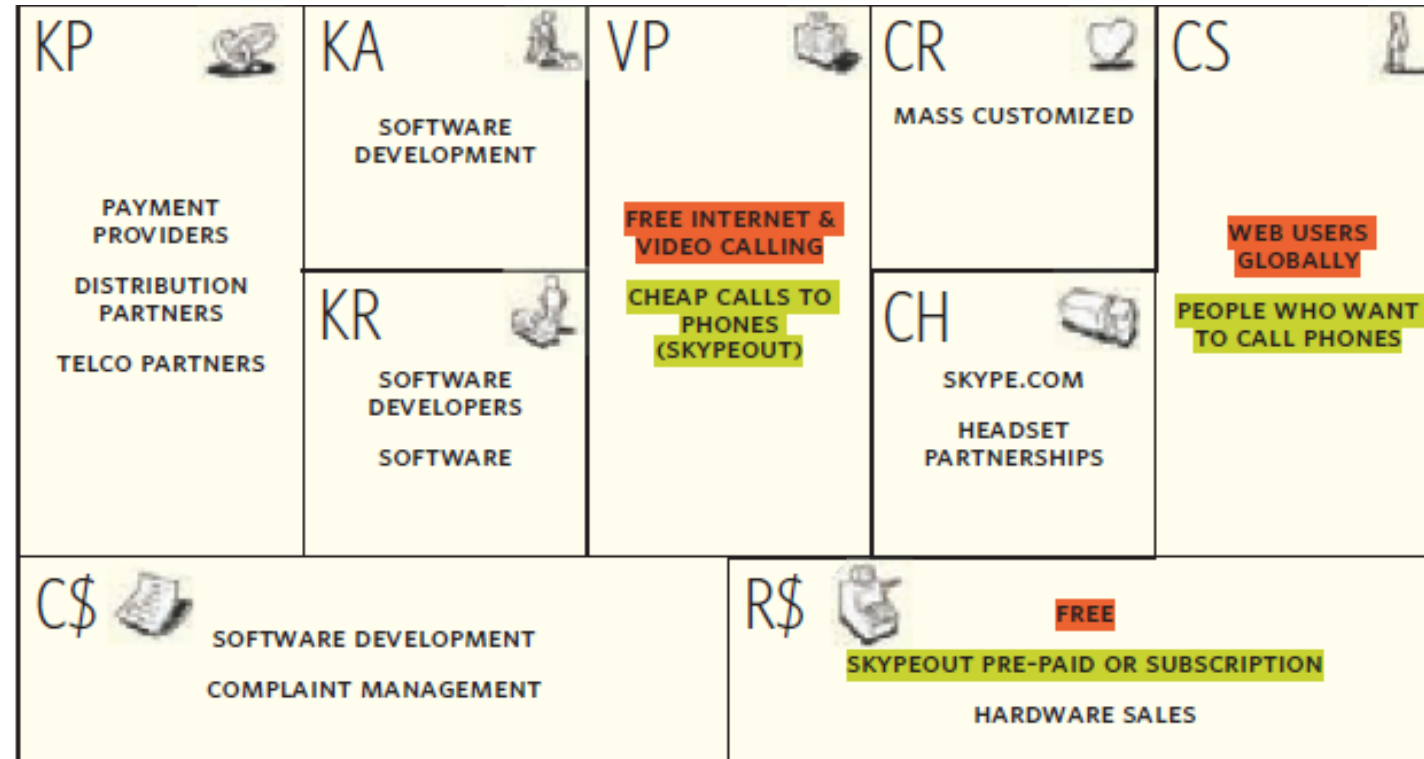 KP
PAYMENT
PROVIDERS
DISTRIBUTION
PARTNERS
TELCO PARTNERS
KA
SOFTWARE
DEVELOPMENT
KR
SOFTWARE
DEVELOPERS
SOFTWARE
VP
FREE INTERNET &
VIDEO CALLING
CHEAP CALLS TO
PHONES
(SKYPEOUT)
CR
MASS CUSTOMIZED
CH
SKYPE.COM
HEADSET
PARTNERSHIPS
CS
WEB USERS
GLOBALLY
PEOPLE WHO WANT
TO CALL PHONES
C$
SOFTWARE DEVELOPMENT
COMPLAINT MANAGEMENT
R$
FREE
SKYPEOUT PRE-PAID OR SUBSCRIPTION
HARDWARE SALES